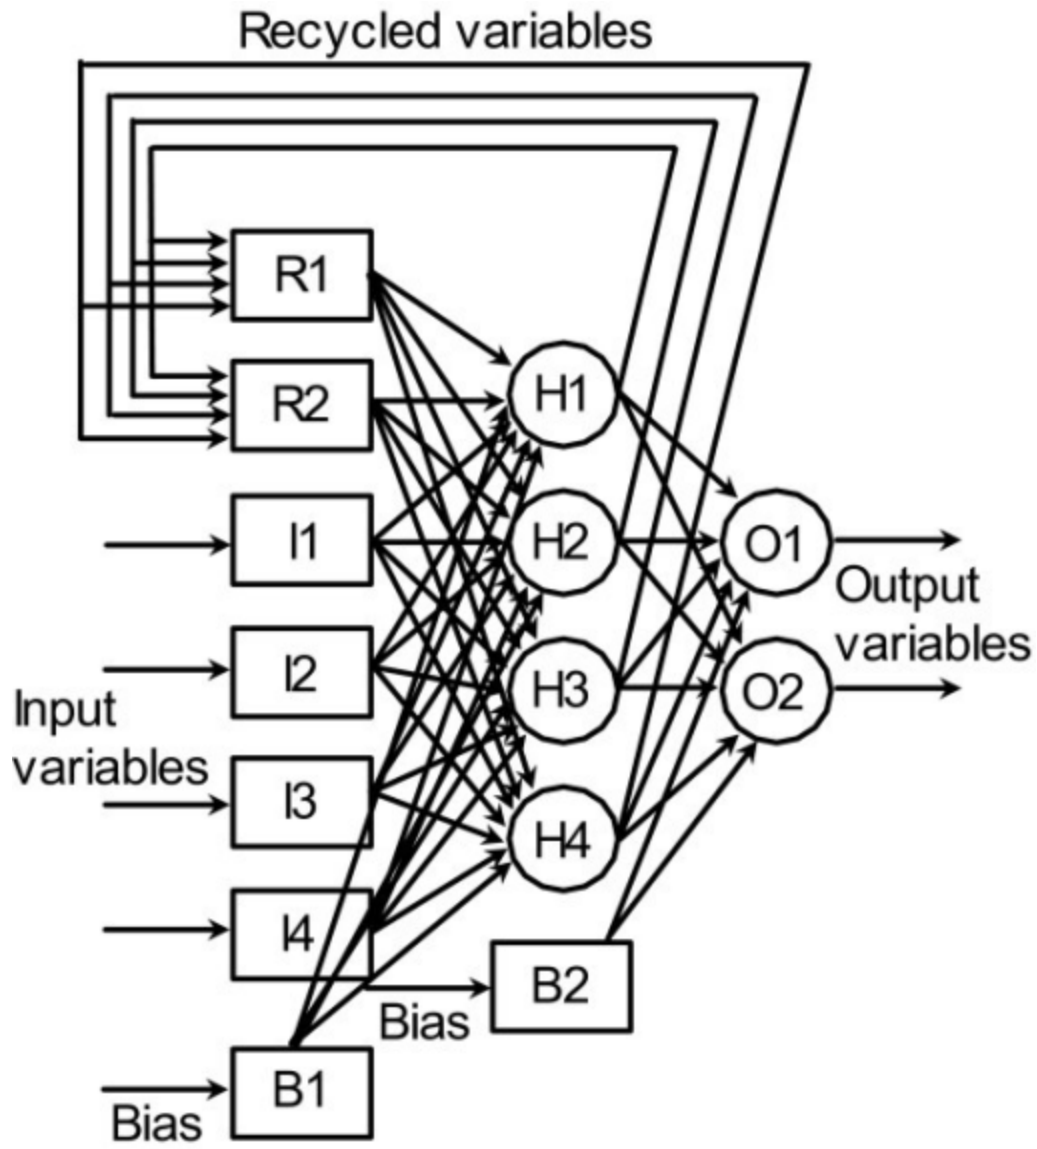 Recycled variables
R1
R2
H1
I1
H2
O1
Output
variables
I2
H3
O2
Input
variables
I3
H4
I4
B2
Bias
B1
Bias